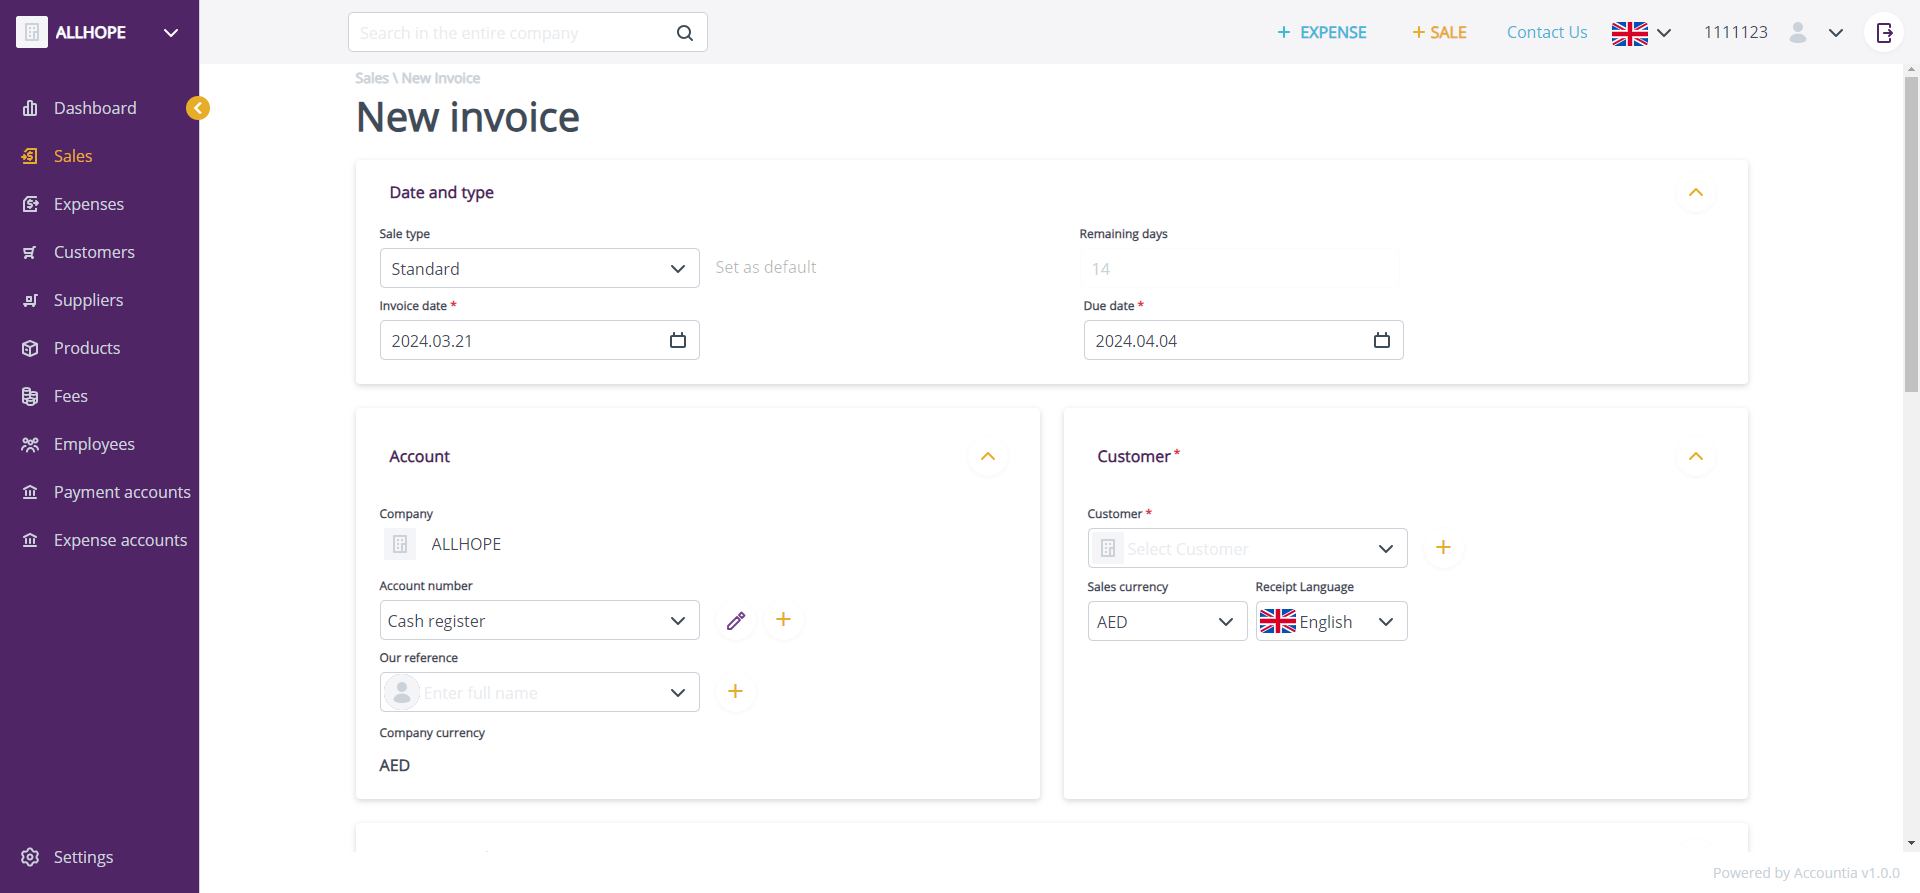 ALLHOPE
Search in the entire company
+ EXPENSE
+ SALE
Contact Us
1111123
Dashboard
Sales
Expenses
Customers
Suppliers
Products
Fees
Employees
Payment accounts
Expense accounts
Settings
Sales \ New Invoice
New invoice
Date and type
Sale type
Standard
Set as default
Remaining days
14
Invoice date *
2024.03.21
Due date *
2024.04.04
Account
Company
ALLHOPE
Account number
Cash register
Our reference
Enter full name
Company currency
AED
Customer *
Customer *
Select Customer
Sales currency
Receipt Language
AED
English
Powered by Accountia v1.0.0